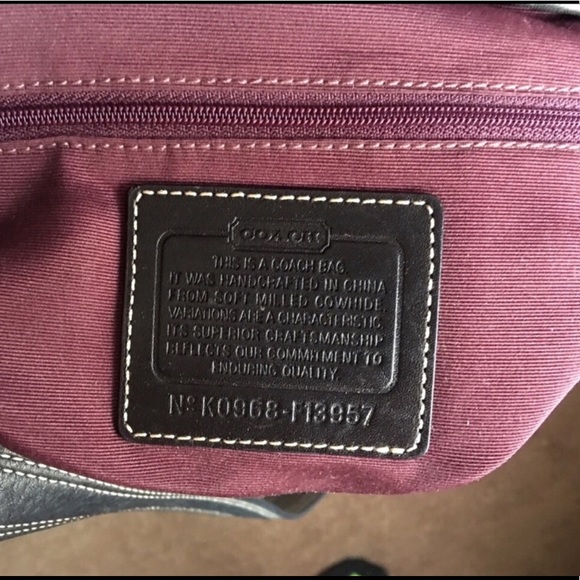 COACH
THIS IS A COACH BAG.
IT WAS HANDCRAFTED IN CHINA
FROM SOFT MILLED COWHIDE.
VARIATIONS ARE A CHARACTERISTIC.
ITS SUPERIOR CRAFTSMANSHIP
REFLECTS OUR COMMITMENT TO
ENDURING QUALITY.
Nº K0968-F13957